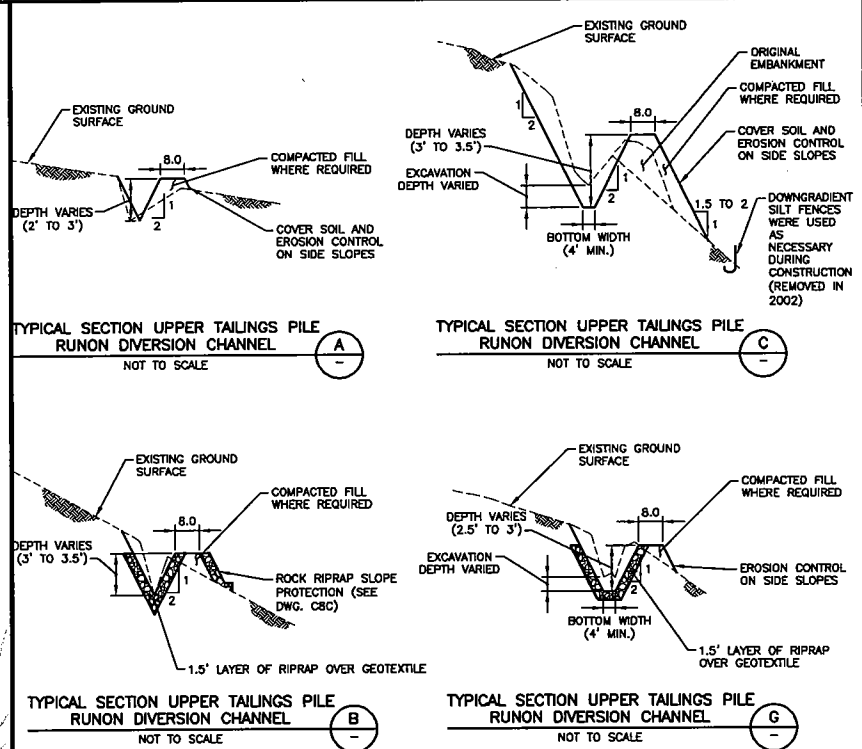 EXISTING GROUND
SURFACE
8.0
COMPACTED FILL
WHERE REQUIRED
DEPTH VARIES
(2' TO 3')
1
2
COVER SOIL AND
EROSION CONTROL
ON SIDE SLOPES
TYPICAL SECTION UPPER TAILINGS PILE
RUNON DIVERSION CHANNEL
NOT TO SCALE
A
-
EXISTING GROUND
SURFACE
ORIGINAL
EMBANKMENT
COMPACTED FILL
WHERE REQUIRED
8.0
1
2
DEPTH VARIES
(3' TO 3.5')
COVER SOIL AND
EROSION CONTROL
ON SIDE SLOPES
EXCAVATION
DEPTH VARIED
1
2
1.5 TO 2
1
BOTTOM WIDTH
(4' MIN.)
DOWNGRADIENT
SILT FENCES
WERE USED
AS
NECESSARY
DURING
CONSTRUCTION
(REMOVED IN
2002)
TYPICAL SECTION UPPER TAILINGS PILE
RUNON DIVERSION CHANNEL
NOT TO SCALE
C
-
EXISTING GROUND
SURFACE
COMPACTED FILL
WHERE REQUIRED
8.0
DEPTH VARIES
(3' TO 3.5')
1
2
1
ROCK RIPRAP SLOPE
PROTECTION (SEE
DWG. C8C)
1.5' LAYER OF RIPRAP OVER GEOTEXTILE
TYPICAL SECTION UPPER TAILINGS PILE
RUNON DIVERSION CHANNEL
NOT TO SCALE
B
-
EXISTING GROUND
SURFACE
COMPACTED FILL
WHERE REQUIRED
DEPTH VARIES
(2.5' TO 3')
8.0
EXCAVATION
DEPTH VARIED
1
2
1
EROSION CONTROL
ON SIDE SLOPES
BOTTOM WIDTH
(4' MIN.)
1.5' LAYER OF RIPRAP
OVER GEOTEXTILE
TYPICAL SECTION UPPER TAILINGS PILE
RUNON DIVERSION CHANNEL
NOT TO SCALE
G
-